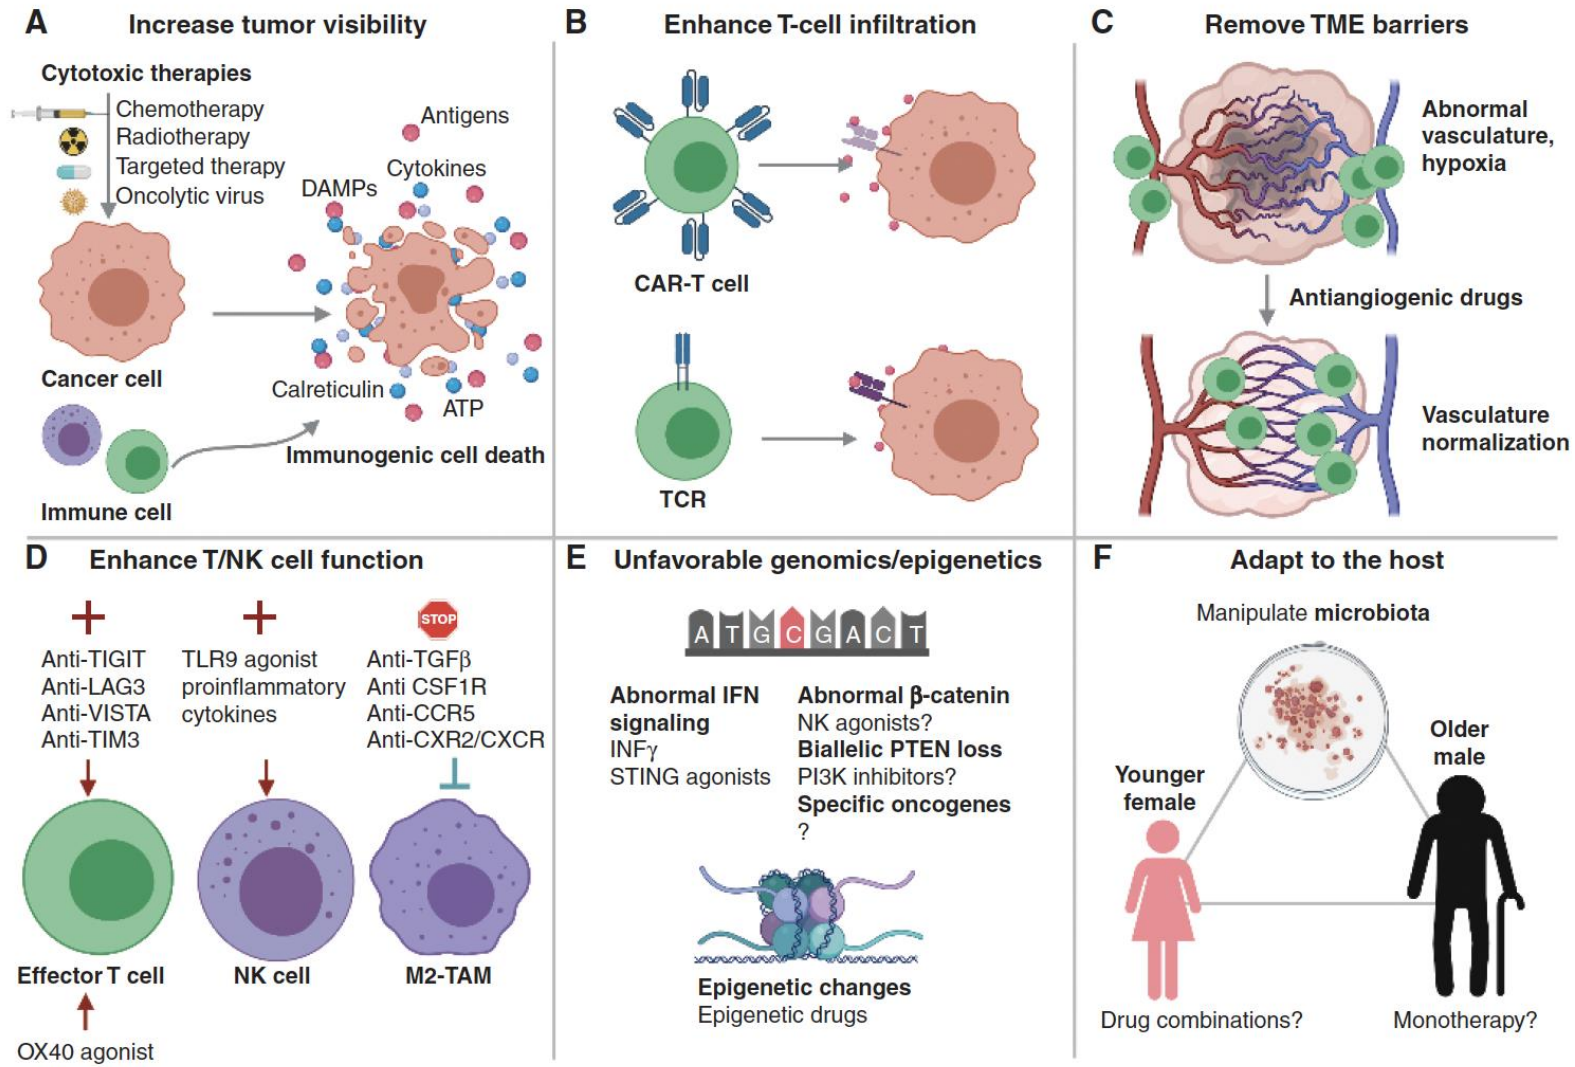 A
Increase tumor visibility
Cytotoxic therapies
Chemotherapy
Radiotherapy
Targeted therapy
Oncolytic virus
Antigens
Cytokines
DAMPs
Calreticulin
ATP
Cancer cell
Immunogenic cell death
Immune cell
B
Enhance T-cell infiltration
CAR-T cell
TCR
C
Remove TME barriers
Abnormal
vasculature,
hypoxia
Antiangiogenic drugs
Vasculature
normalization
D
Enhance T/NK cell function
Anti-TIGIT
Anti-LAG3
Anti-VISTA
Anti-TIM3
TLR9 agonist
proinflammatory
cytokines
STOP
Anti-TGFβ
Anti CSF1R
Anti-CCR5
Anti-CXR2/CXCR
Effector T cell
NK cell
M2-TAM
OX40 agonist
E
Unfavorable genomics/epigenetics
A T G C G A C T
Abnormal IFN
signaling
INFγ
STING agonists
Abnormal β-catenin
NK agonists?
Biallelic PTEN loss
PI3K inhibitors?
Specific oncogenes
?
Epigenetic changes
Epigenetic drugs
F
Adapt to the host
Manipulate microbiota
Younger
female
Older
male
Drug combinations?
Monotherapy?